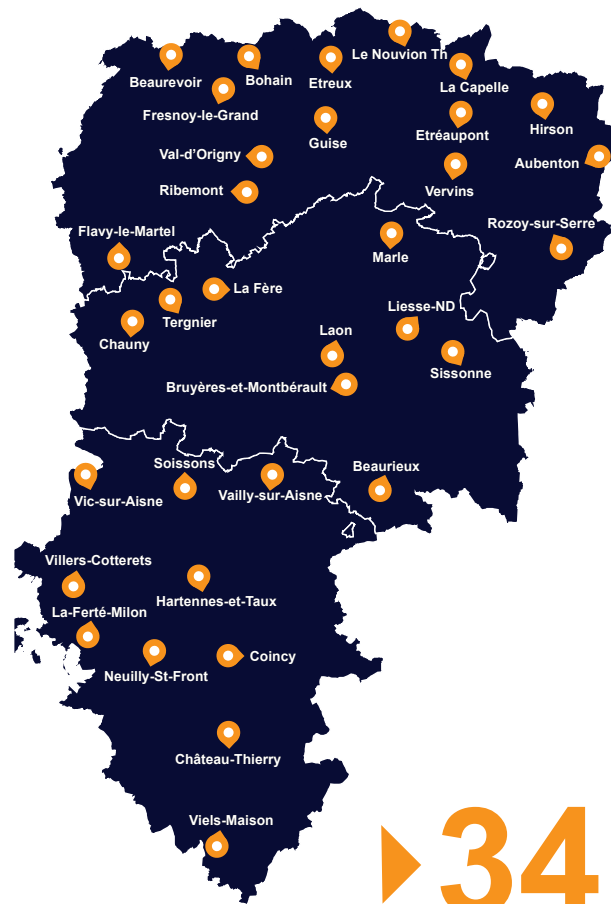 Le Nouvion Th
Beaurevoir
Bohain
Etreux
La Capelle
Fresnoy-le-Grand
Hirson
Etréaupont
Guise
Val-d'Origny
Aubenton
Ribemont
Vervins
Rozoy-sur-Serre
Flavy-le-Martel
Marle
La Fère
Liesse-ND
Tergnier
Laon
Chauny
Sissonne
Bruyères-et-Montbérault
Soissons
Beaurieux
Vic-sur-Aisne
Vailly-sur-Aisne
Villers-Cotterets
Hartennes-et-Taux
La-Ferté-Milon
Coincy
Neuilly-St-Front
Château-Thierry
Viels-Maison
34